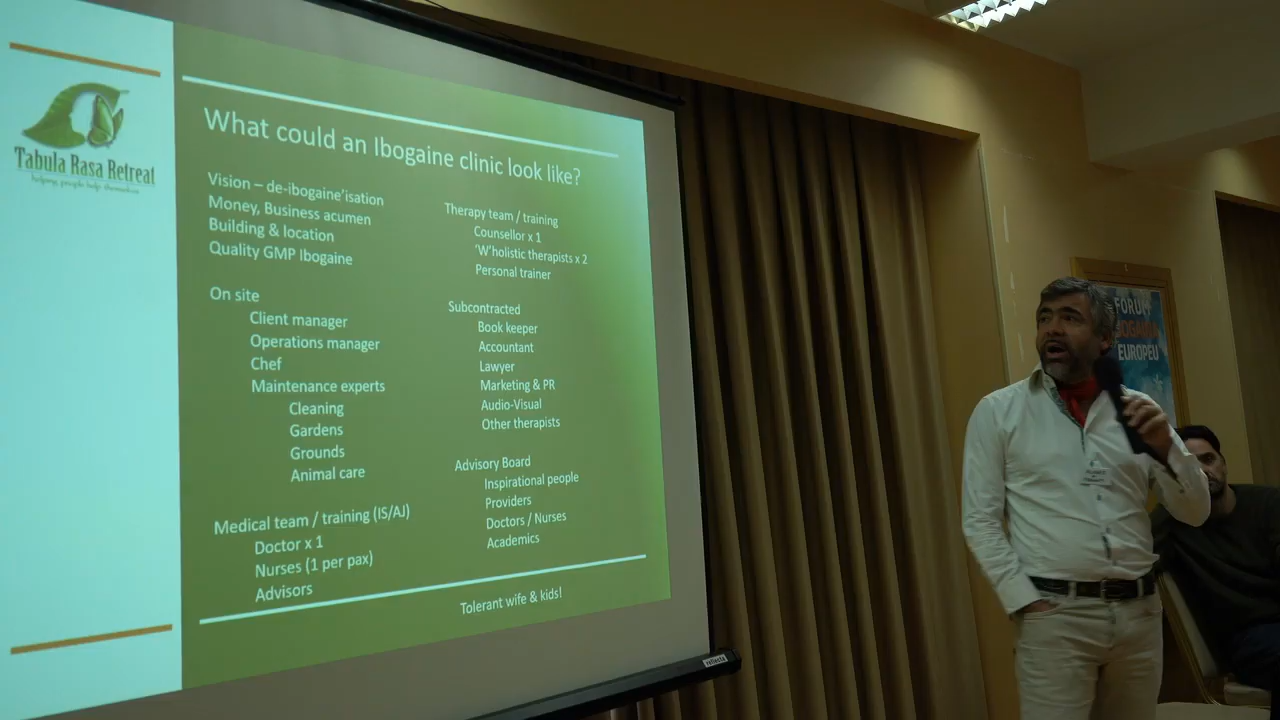 Tabula Rasa Retreat
helping people help themselves
What could an Ibogaine clinic look like?
Vision – de-ibogaine'isation
Money, Business acumen
Building & location
Quality GMP Ibogaine
On site
Client manager
Operations manager
Chef
Maintenance experts
Cleaning
Gardens
Grounds
Animal care
Medical team / training (IS/AJ)
Doctor x 1
Nurses (1 per pax)
Advisors
Therapy team / training
Counsellor x 1
'W'holistic therapists x 2
Personal trainer
Subcontracted
Book keeper
Accountant
Lawyer
Marketing & PR
Audio-Visual
Other therapists
Advisory Board
Inspirational people
Providers
Doctors / Nurses
Academics
Tolerant wife & kids!
FORUM
EUROPEU